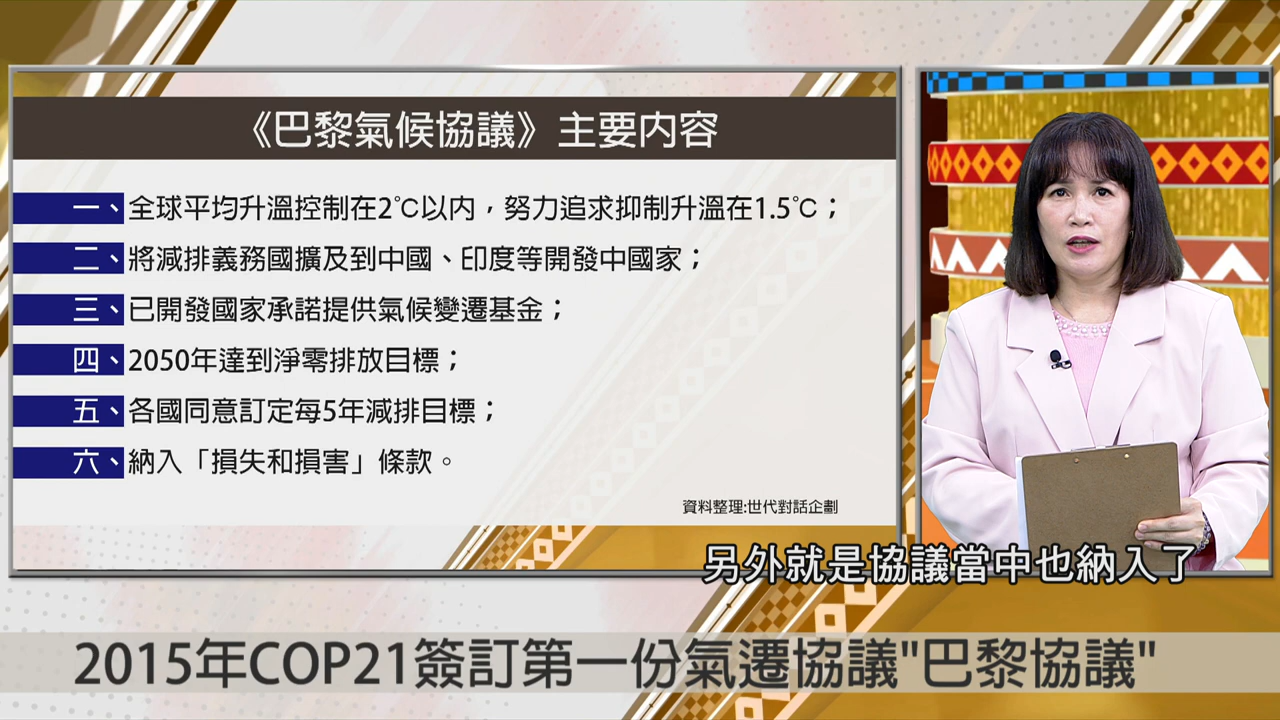 《巴黎氣候協議》主要内容
一、全球平均升溫控制在2℃以内，努力追求抑制升溫在1.5℃；
二、將減排義務國擴及到中國、印度等開發中國家；
三、已開發國家承諾提供氣候變遷基金；
四、2050年達到淨零排放目標；
五、各國同意訂定每5年減排目標；
六、納入「損失和損害」條款。
資料整理:世代對話企劃
另外就是協議當中也納入了
2015年COP21簽訂第一份氣遷協議"巴黎協議"